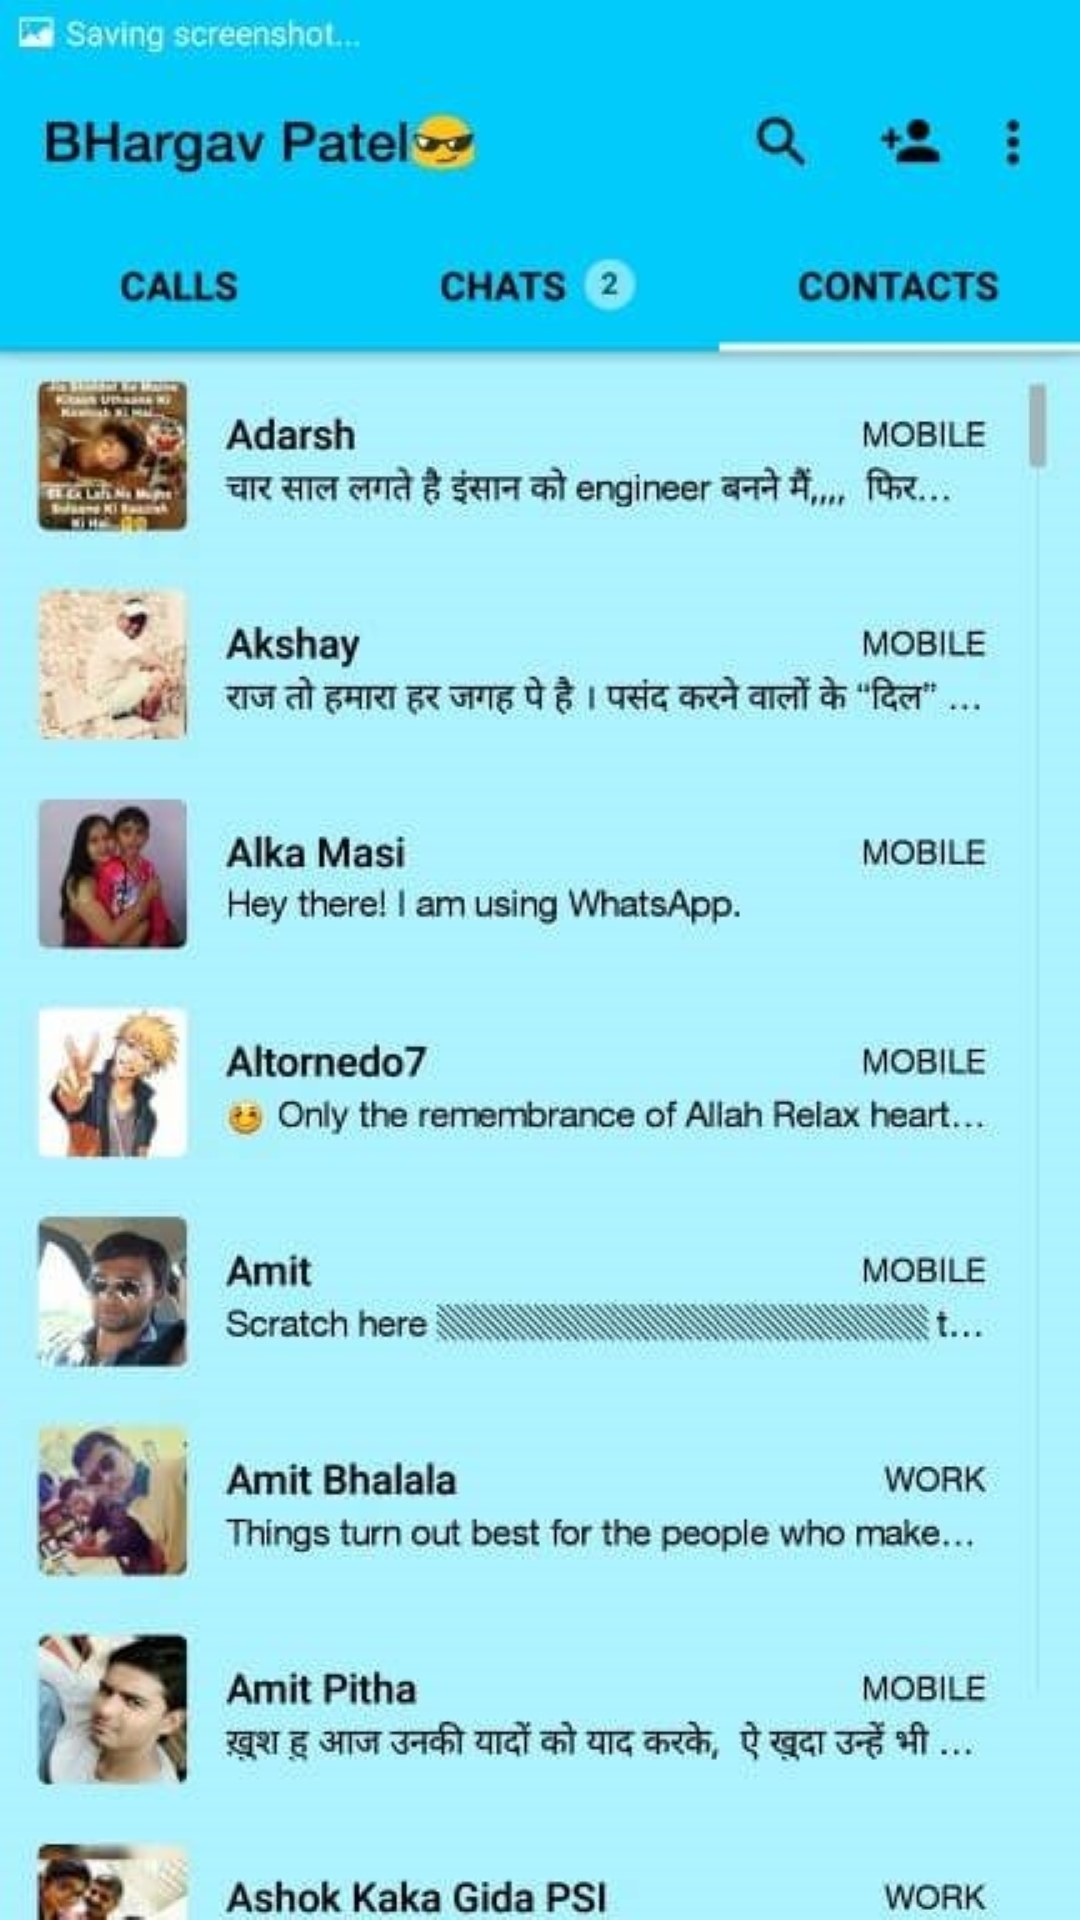 Saving screenshot...
BHargav Patel😎
CALLS
CHATS 2
CONTACTS
Adarsh MOBILE
चार साल लगते है इंसान को engineer बनने मैं,,,, फिर...
Akshay MOBILE
राज तो हमारा हर जगह पे है । पसंद करने वालों के “दिल” ...
Alka Masi MOBILE
Hey there! I am using WhatsApp.
Altornedo7 MOBILE
😊 Only the remembrance of Allah Relax heart...
Amit MOBILE
Scratch here ▒▒▒▒▒▒▒▒▒▒▒▒ t...
Amit Bhalala WORK
Things turn out best for the people who make...
Amit Pitha MOBILE
ख़ुश हु आज उनकी यादों को याद करके, ऐ खुदा उन्हें भी ...
Ashok Kaka Gida PSI WORK